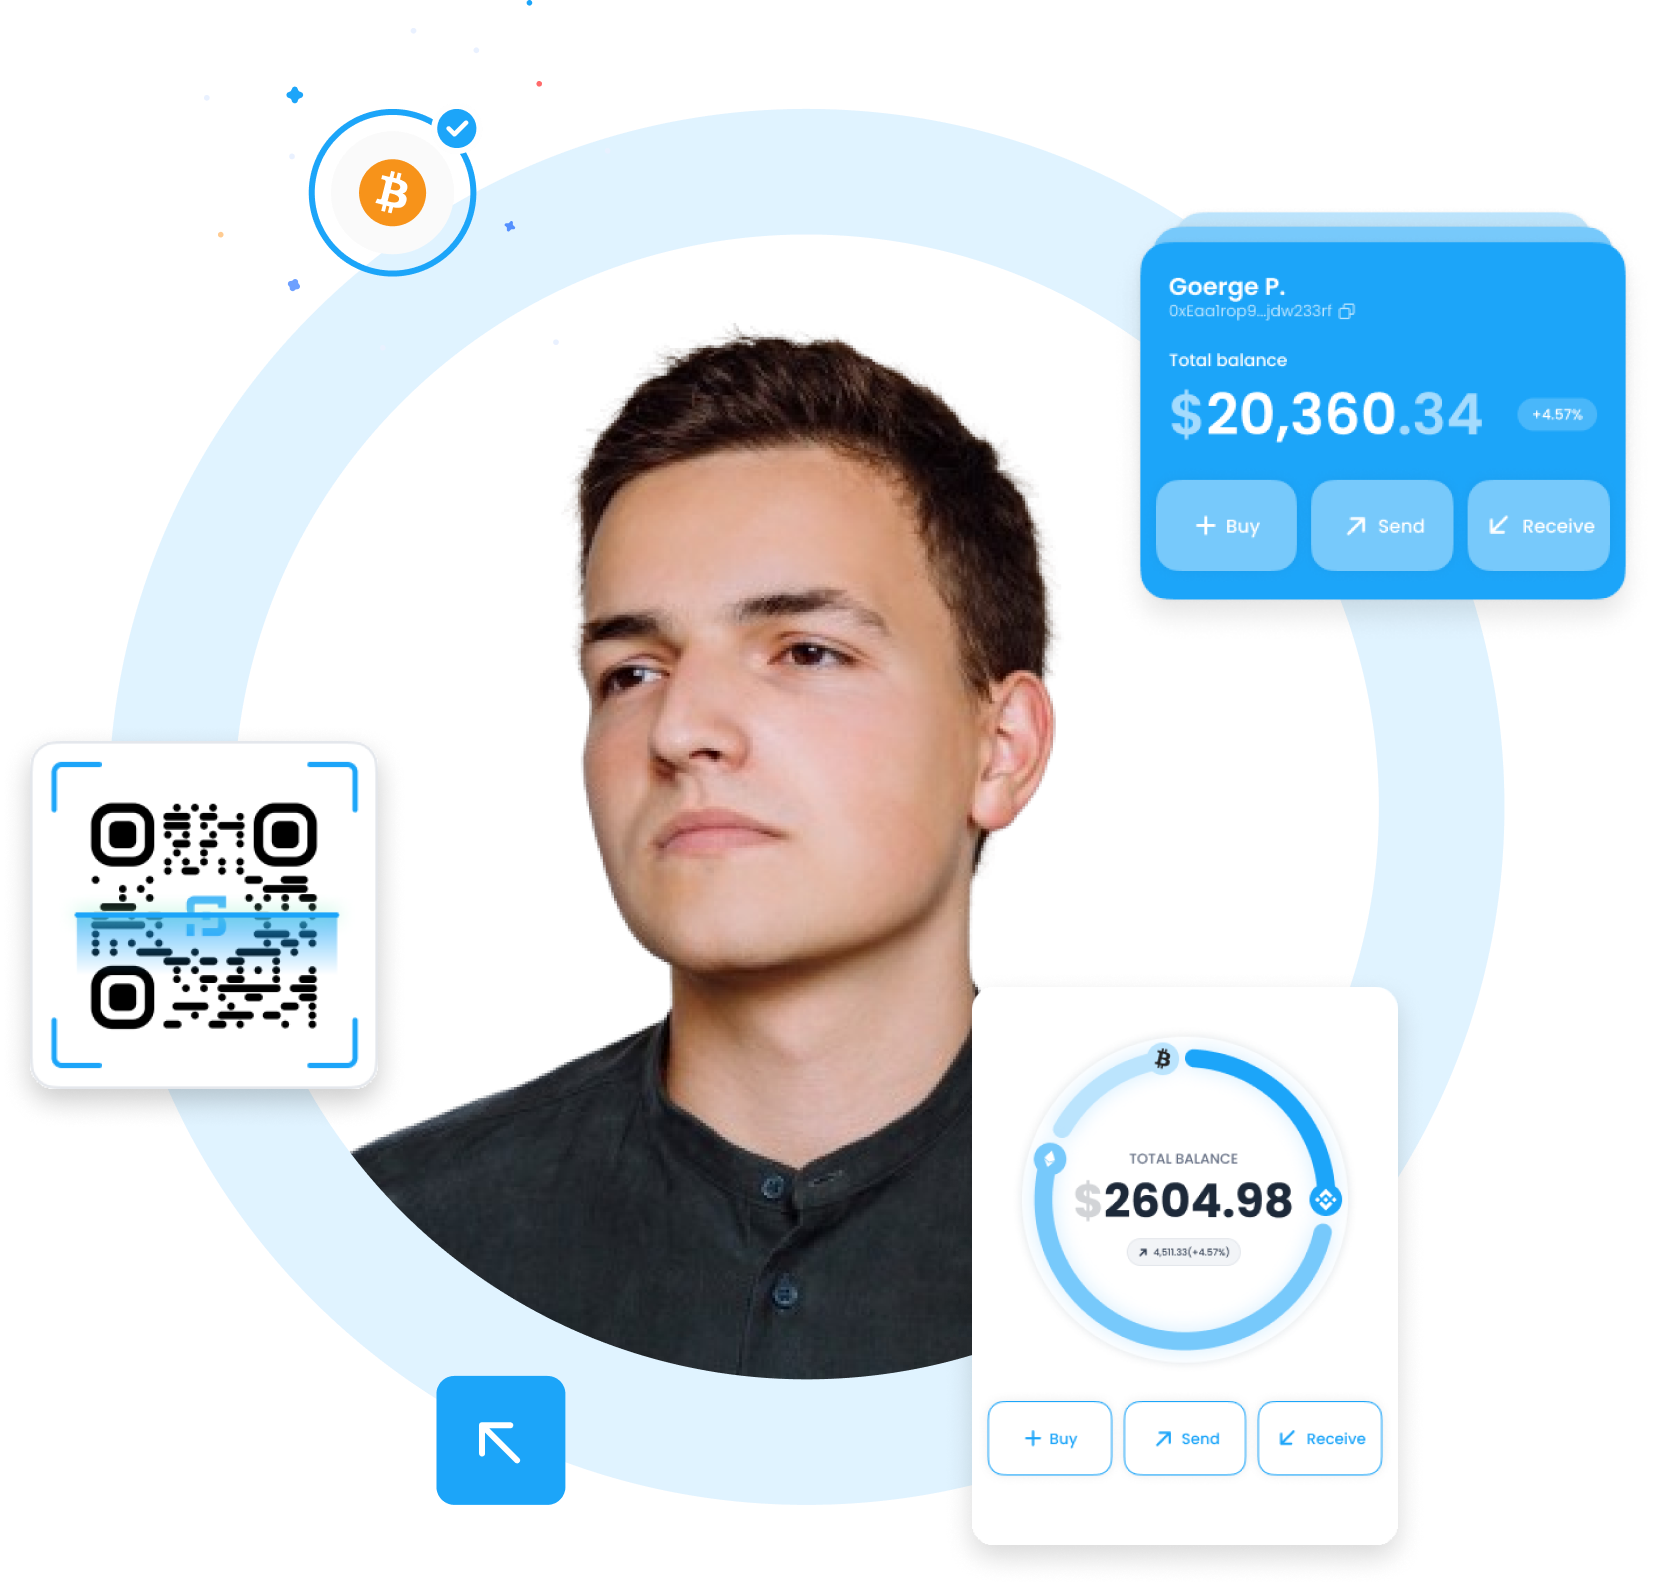 Goerge P.
0xEaa1rop9...jdw233rf
Total balance
$20,360.34
+4.57%
+ Buy
Send
Receive
TOTAL BALANCE
$2604.98
4,511.33(+4.57%)
+ Buy
Send
Receive